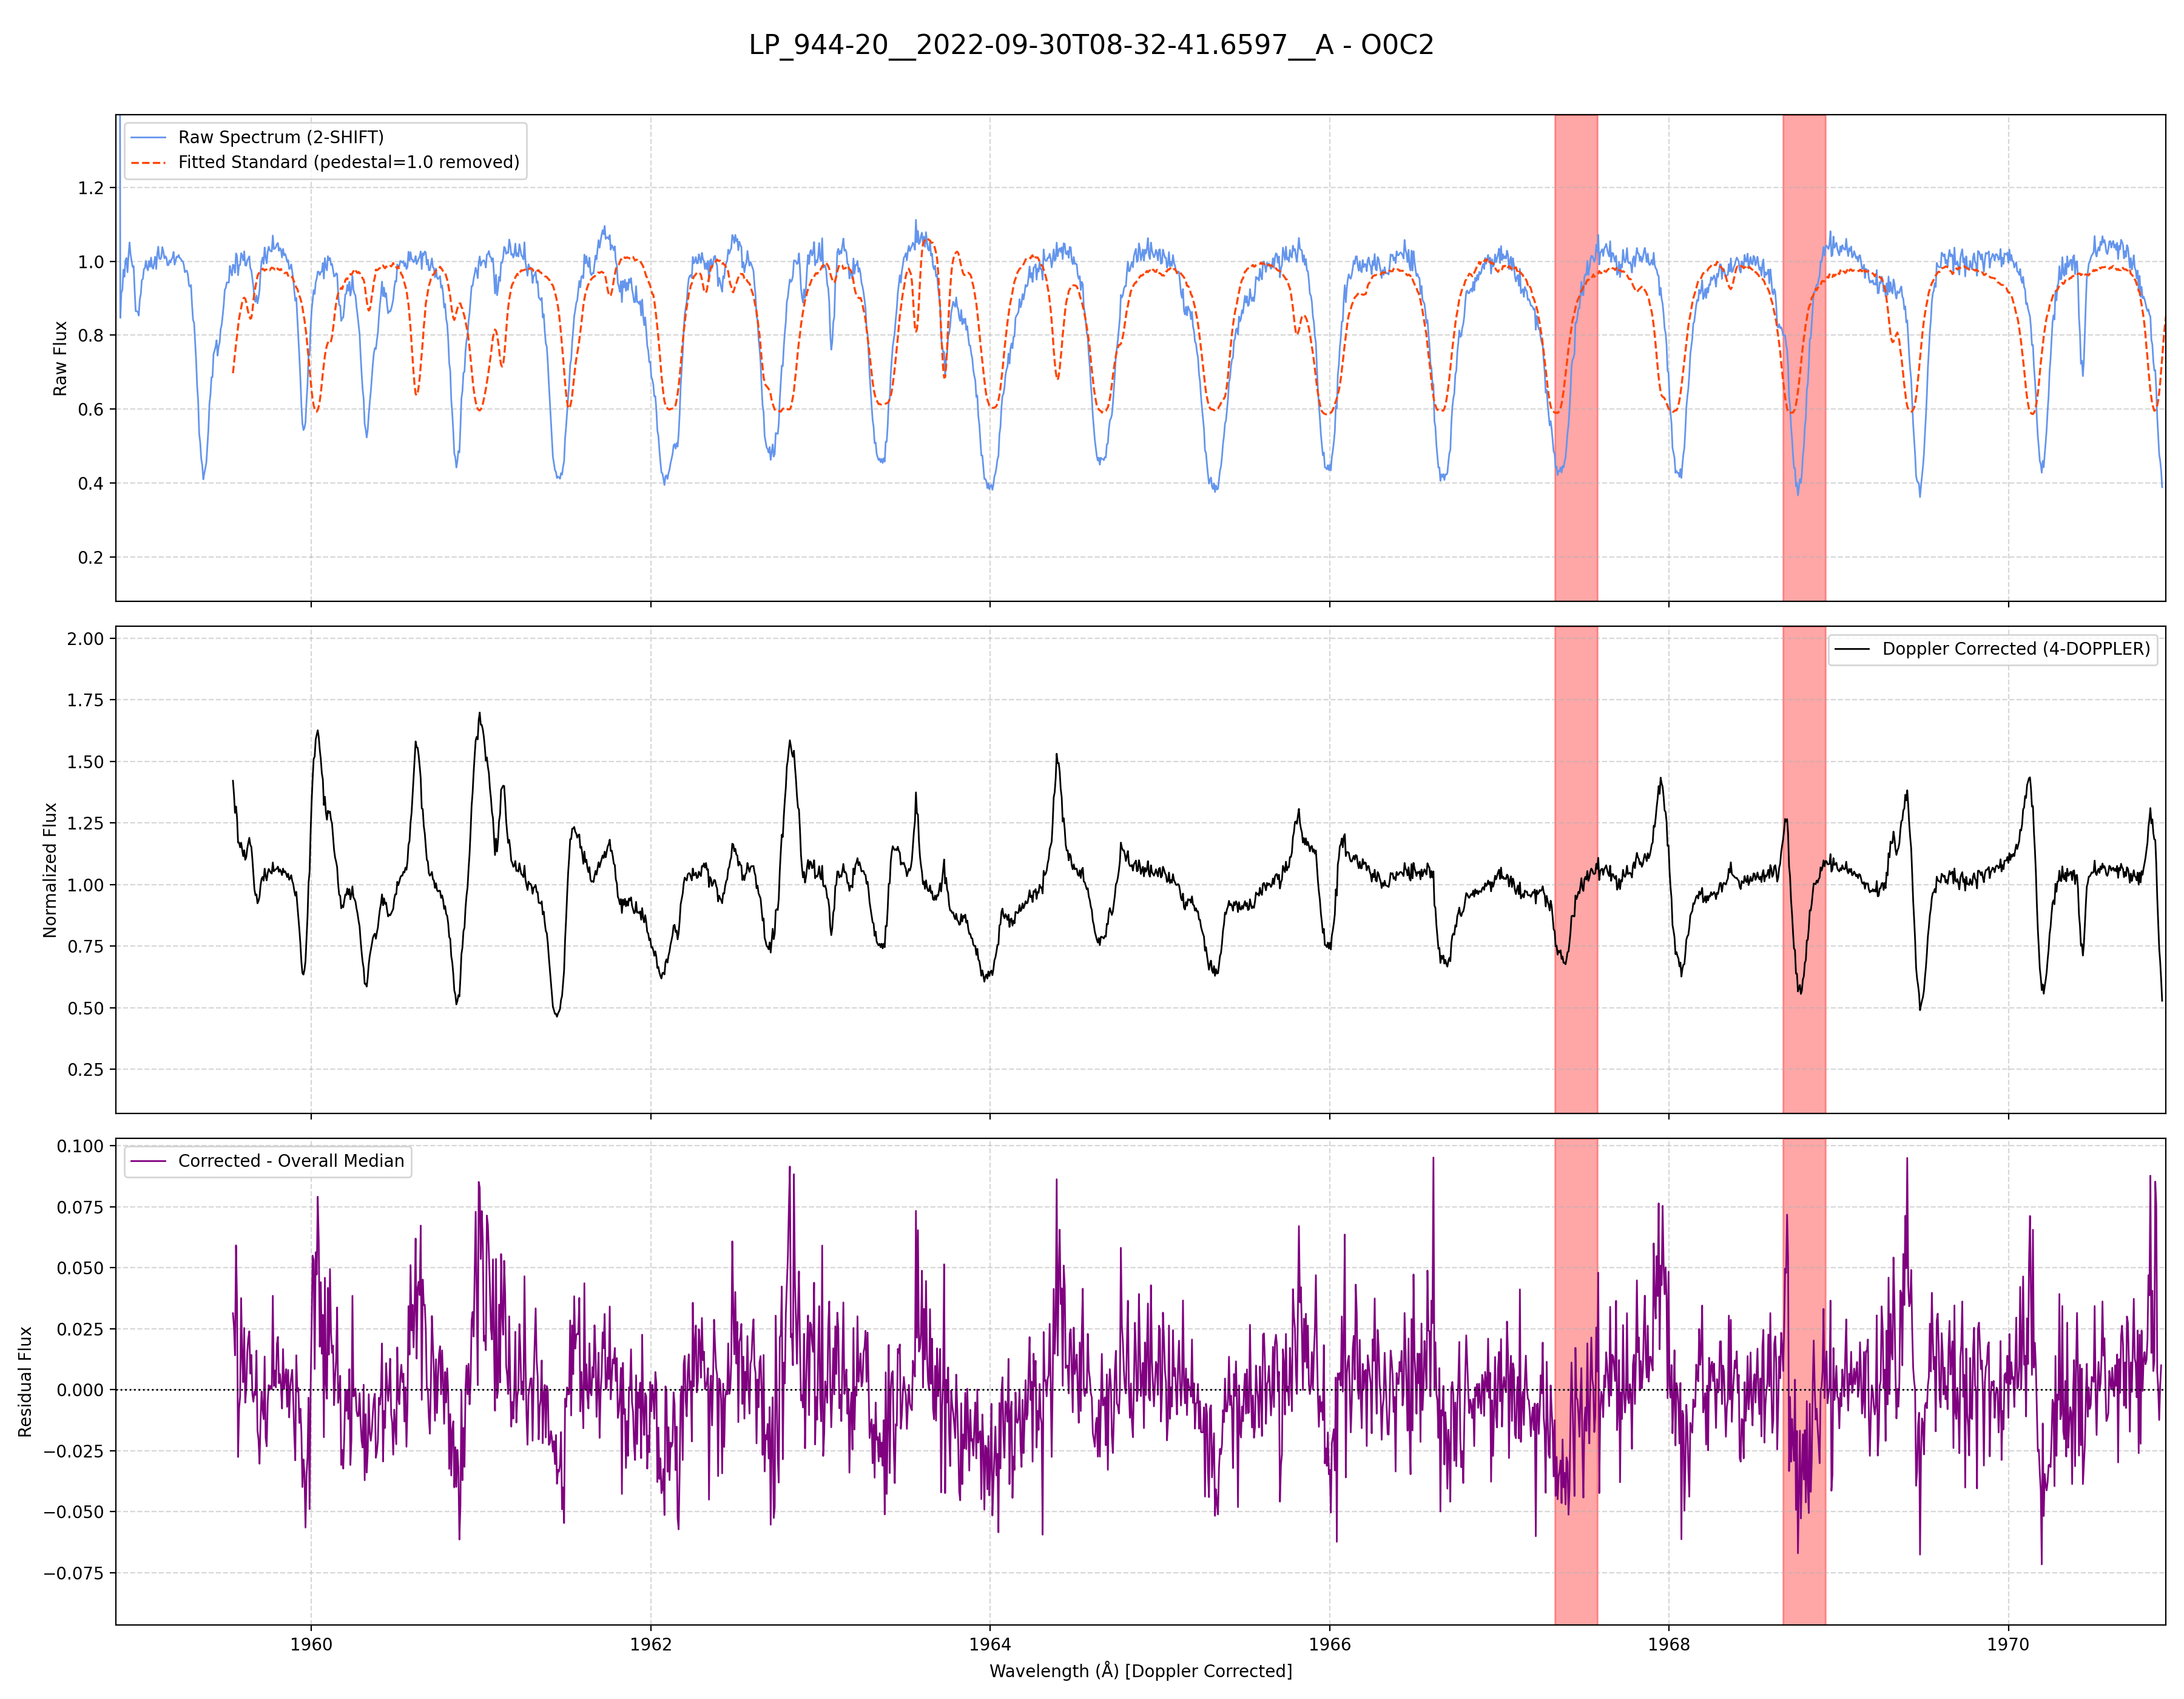 LP_944-20__2022-09-30T08-32-41.6597__A - O0C2
Raw Spectrum (2-SHIFT)
Fitted Standard (pedestal=1.0 removed)
Raw Flux
1.2
1.0
0.8
0.6
0.4
0.2
Doppler Corrected (4-DOPPLER)
Normalized Flux
2.00
1.75
1.50
1.25
1.00
0.75
0.50
0.25
Corrected - Overall Median
Residual Flux
0.100
0.075
0.050
0.025
0.000
−0.025
−0.050
−0.075
1960 1962 1964 1966 1968 1970
Wavelength (Å) [Doppler Corrected]